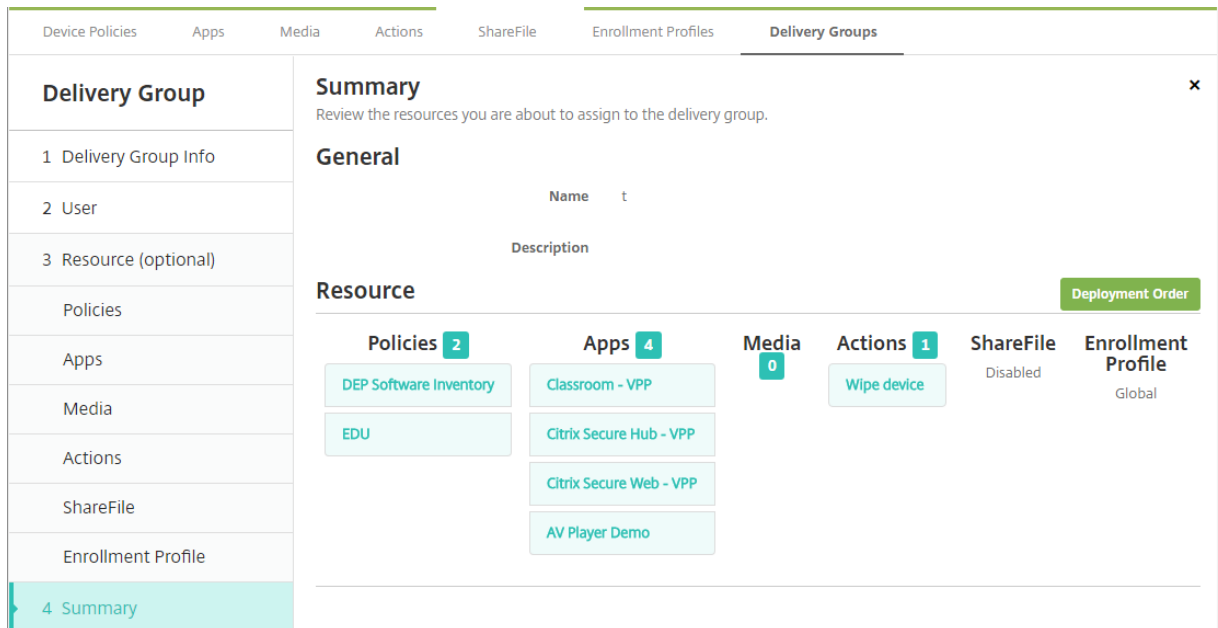 Device Policies Apps Media Actions ShareFile Enrollment Profiles Delivery Groups
Delivery Group
1 Delivery Group Info
2 User
3 Resource (optional)
Policies
Apps
Media
Actions
ShareFile
Enrollment Profile
4 Summary
Summary
×
Review the resources you are about to assign to the delivery group.
General
Name t
Description
Resource
Deployment Order
Policies 2
DEP Software Inventory
EDU
Apps 4
Classroom - VPP
Citrix Secure Hub - VPP
Citrix Secure Web - VPP
AV Player Demo
Media
0
Actions 1
Wipe device
ShareFile
Disabled
Enrollment
Profile
Global